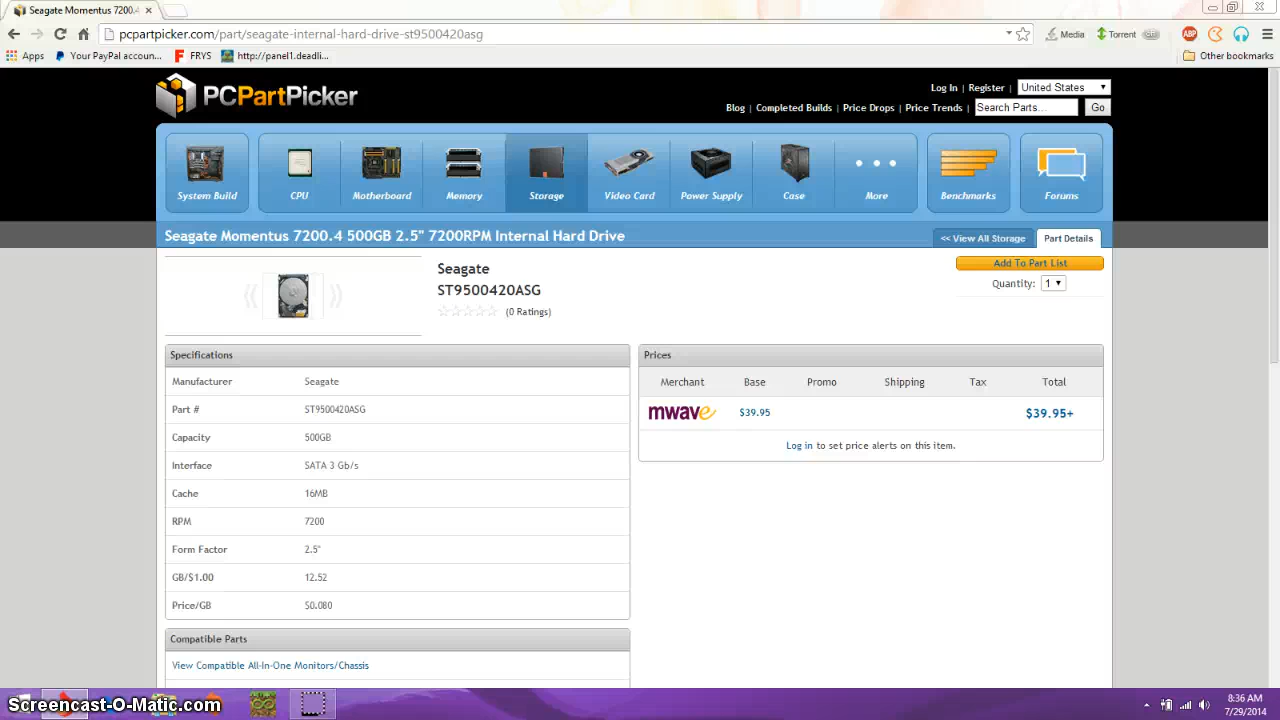 Seagate Momentus 7200.4
pcpartpicker.com/part/seagate-internal-hard-drive-st9500420asg
Media
Torrent
ABP
Apps
Your PayPal accoun...
FRYS
http://panel1.deadli...
Other bookmarks
PCPartPicker
Log In | Register | United States
Blog | Completed Builds | Price Drops | Price Trends | Search Parts... Go
System Build
CPU
Motherboard
Memory
Storage
Video Card
Power Supply
Case
More
Benchmarks
Forums
Seagate Momentus 7200.4 500GB 2.5" 7200RPM Internal Hard Drive
<< View All Storage
Part Details
Seagate
ST9500420ASG
(0 Ratings)
Add To Part List
Quantity: 1
Specifications
Manufacturer Seagate
Part # ST9500420ASG
Capacity 500GB
Interface SATA 3 Gb/s
Cache 16MB
RPM 7200
Form Factor 2.5"
GB/$1.00 12.52
Price/GB $0.080
Prices
Merchant Base Promo Shipping Tax Total
mwave $39.95 $39.95+
Log in to set price alerts on this item.
Compatible Parts
View Compatible All-In-One Monitors/Chassis
Screencast-O-Matic.com
8:36 AM
7/29/2014